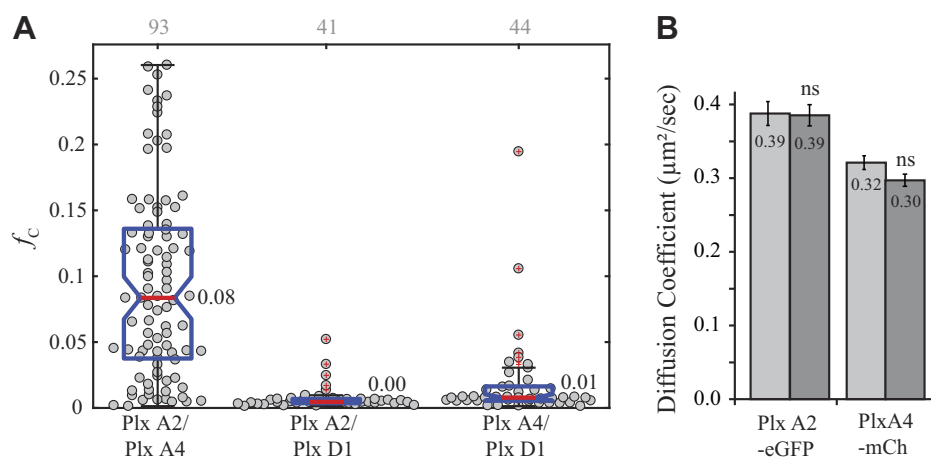 A
93
41
44
0.25
0.2
0.15
0.1
0.05
0
fC
0.08
0.00
0.01
Plx A2/
Plx A4
Plx A2/
Plx D1
Plx A4/
Plx D1
B
Diffusion Coefficient (μm²/sec)
0.4
0.3
0.2
0.1
0.0
ns
ns
0.39
0.39
0.32
0.30
Plx A2
-eGFP
PlxA4
-mCh